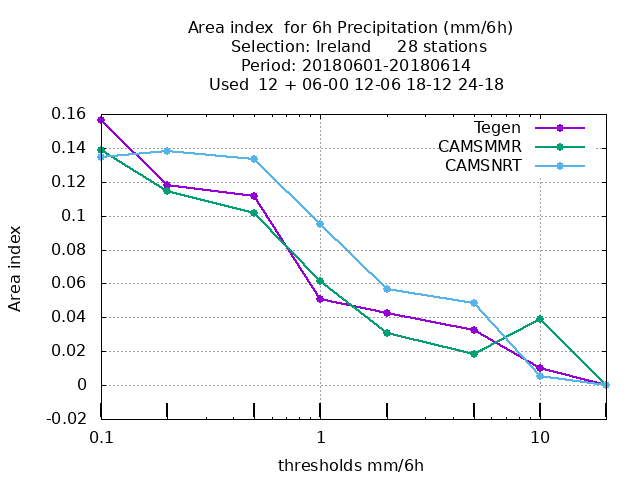 Area index  for 6h Precipitation (mm/6h)
Selection: Ireland     28 stations
Period: 20180601-20180614
Used  12 + 06-00 12-06 18-12 24-18
0.16
0.14
0.12
0.1
0.08
0.06
0.04
0.02
0
-0.02
Area index
Tegen
CAMSMMR
CAMSNRT
0.1 1 10
thresholds mm/6h